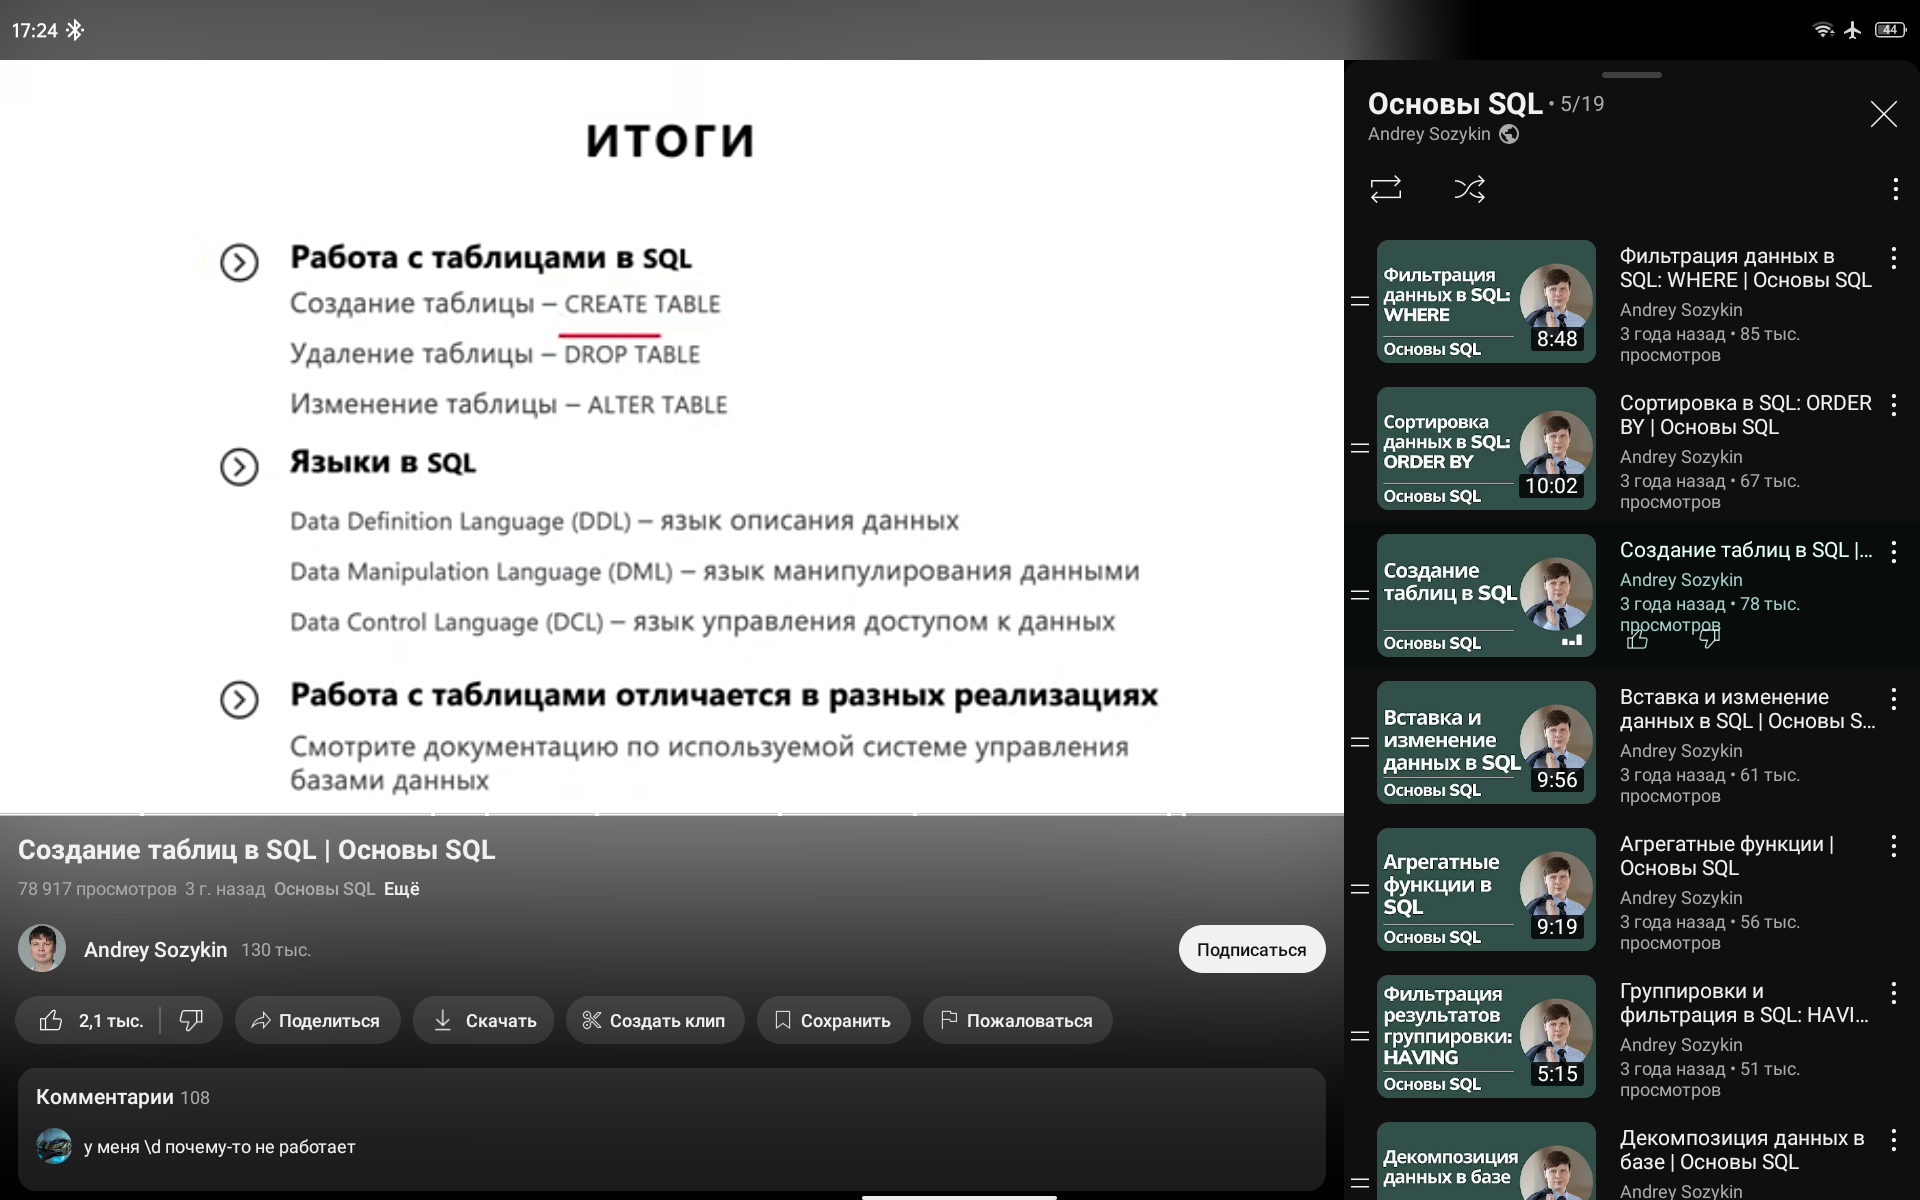 17:24
44
ИТОГИ
Работа с таблицами в SQL
Создание таблицы – CREATE TABLE
Удаление таблицы – DROP TABLE
Изменение таблицы – ALTER TABLE
Языки в SQL
Data Definition Language (DDL) – язык описания данных
Data Manipulation Language (DML) – язык манипулирования данными
Data Control Language (DCL) – язык управления доступом к данных
Работа с таблицами отличается в разных реализациях
Смотрите документацию по используемой системе управления
базами данных
Создание таблиц в SQL | Основы SQL
78 917 просмотров 3 г. назад Основы SQL Ещё
Andrey Sozykin 130 тыс.
Подписаться
2,1 тыс.
Поделиться
Скачать
Создать клип
Сохранить
Пожаловаться
Комментарии 108
у меня \d почему-то не работает
Основы SQL • 5/19
Andrey Sozykin
Фильтрация
данных в SQL:
WHERE
Основы SQL
8:48
Фильтрация данных в
SQL: WHERE | Основы SQL
Andrey Sozykin
3 года назад • 85 тыс.
просмотров
Сортировка
данных в SQL:
ORDER BY
Основы SQL
10:02
Сортировка в SQL: ORDER
BY | Основы SQL
Andrey Sozykin
3 года назад • 67 тыс.
просмотров
Создание
таблиц в SQL
Основы SQL
Создание таблиц в SQL |...
Andrey Sozykin
3 года назад • 78 тыс.
просмотров
Вставка и
изменение
данных в SQL
Основы SQL
9:56
Вставка и изменение
данных в SQL | Основы S...
Andrey Sozykin
3 года назад • 61 тыс.
просмотров
Агрегатные
функции в
SQL
Основы SQL
9:19
Агрегатные функции |
Основы SQL
Andrey Sozykin
3 года назад • 56 тыс.
просмотров
Фильтрация
результатов
группировки:
HAVING
Основы SQL
5:15
Группировки и
фильтрация в SQL: HAVI...
Andrey Sozykin
3 года назад • 51 тыс.
просмотров
Декомпозиция
данных в базе
Декомпозиция данных в
базе | Основы SQL
Andrey Sozykin